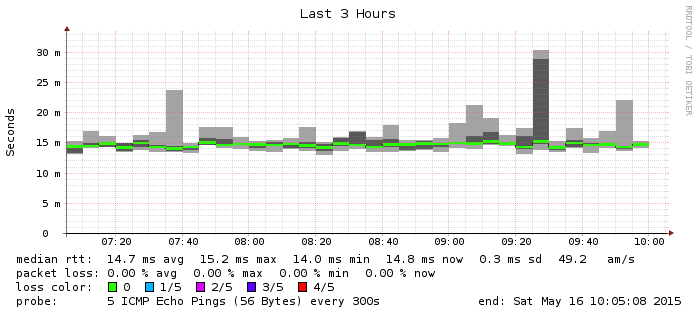 Last 3 Hours
RRDTOOL / TOBI OETIKER
Seconds
30 m
25 m
20 m
15 m
10 m
5 m
0
07:20 07:40 08:00 08:20 08:40 09:00 09:20 09:40 10:00
median rtt: 14.7 ms avg 15.2 ms max 14.0 ms min 14.8 ms now 0.3 ms sd 49.2 am/s
packet loss: 0.00 % avg 0.00 % max 0.00 % min 0.00 % now
loss color: 0 1/5 2/5 3/5 4/5
probe: 5 ICMP Echo Pings (56 Bytes) every 300s end: Sat May 16 10:05:08 2015